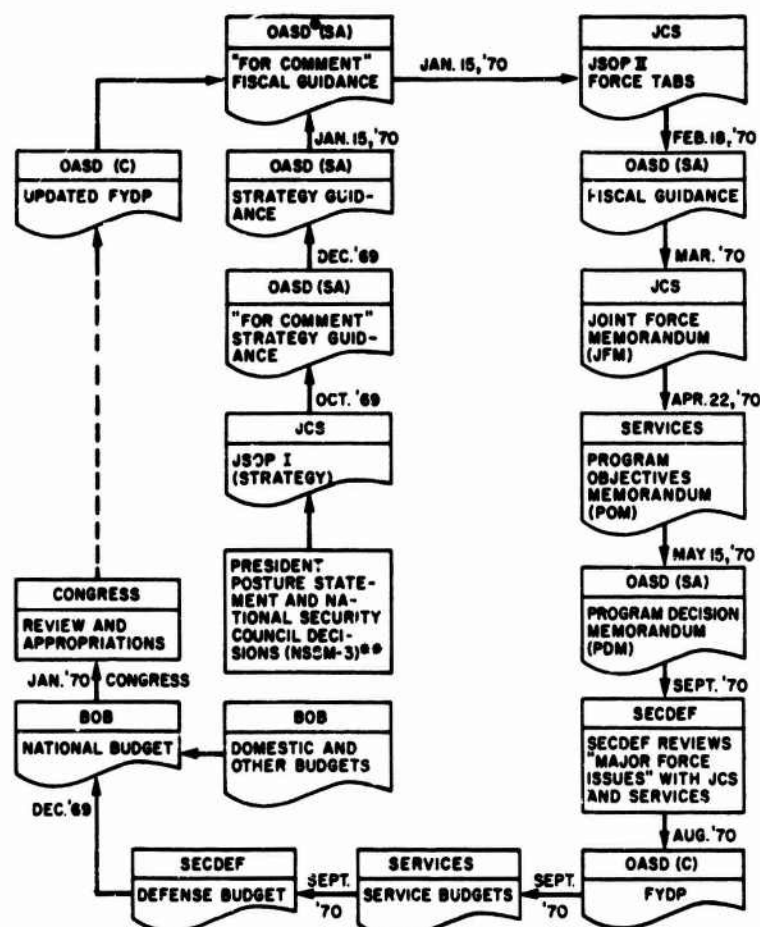 OASD*(SA)
"FOR COMMENT"
FISCAL GUIDANCE
JAN. 15, '70
JCS
JSOP II
FORCE TABS
JAN. 15, '70
FEB. 18, '70
OASD (C)
UPDATED FYDP
OASD (SA)
STRATEGY GUID-
ANCE
OASD (SA)
FISCAL GUIDANCE
DEC. '69
MAR. '70
OASD (SA)
"FOR COMMENT"
STRATEGY GUID-
ANCE
JCS
JOINT FORCE
MEMORANDUM
(JFM)
OCT. '69
APR. 22, '70
JCS
JSOP I
(STRATEGY)
SERVICES
PROGRAM
OBJECTIVES
MEMORANDUM
(POM)
MAY 15, '70
PRESIDENT
POSTURE STATE-
MENT AND NA-
TIONAL SECURITY
COUNCIL DECI-
SIONS (NSSM-3)**
OASD (SA)
PROGRAM DECISION
MEMORANDUM
(PDM)
CONGRESS
REVIEW AND
APPROPRIATIONS
JAN. '70 CONGRESS
SEPT. '70
BOB
NATIONAL BUDGET
BOB
DOMESTIC AND
OTHER BUDGETS
SECDEF
SECDEF REVIEWS
"MAJOR FORCE
ISSUES" WITH JCS
AND SERVICES
DEC. '69
AUG. '70
SECDEF
DEFENSE BUDGET
SEPT.
'70
SERVICES
SERVICE BUDGETS
SEPT.
'70
OASD (C)
FYDP